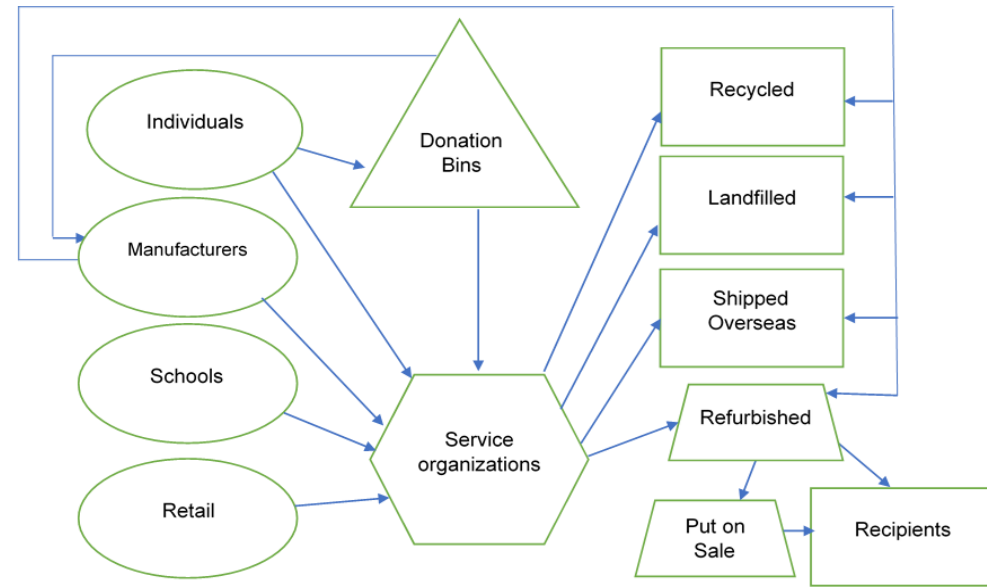 Individuals
Manufacturers
Schools
Retail
Donation
Bins
Service
organizations
Recycled
Landfilled
Shipped
Overseas
Refurbished
Put on
Sale
Recipients